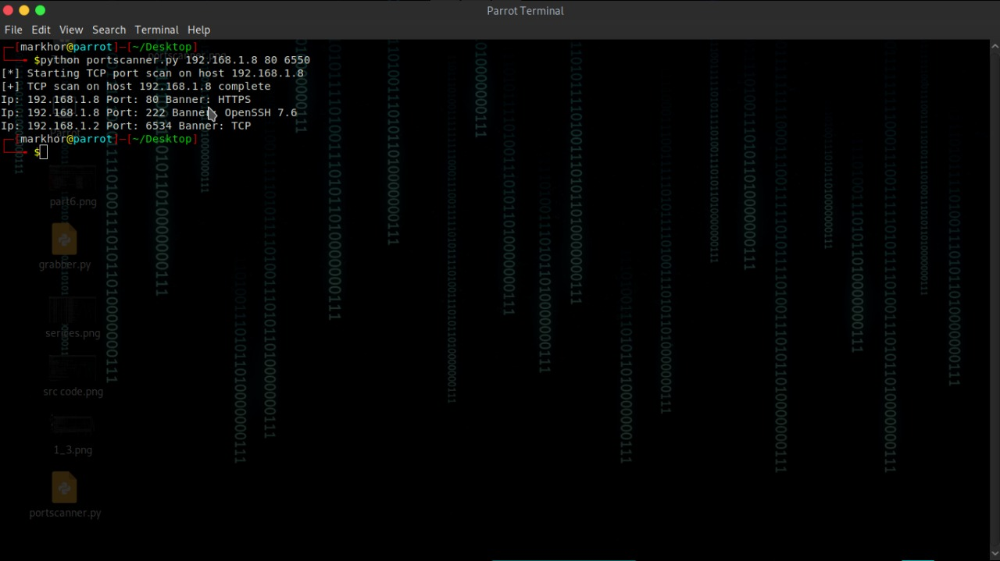 Parrot Terminal
File Edit View Search Terminal Help
[markhor@parrot]─[~/Desktop]
$python portscanner.py 192.168.1.8 80 6550
[*] Starting TCP port scan on host 192.168.1.8
[+] TCP scan on host 192.168.1.8 complete
Ip: 192.168.1.8 Port: 80 Banner: HTTPS
Ip: 192.168.1.8 Port: 222 Banner: OpenSSH 7.6
Ip: 192.168.1.2 Port: 6534 Banner: TCP
[markhor@parrot]─[~/Desktop]
$
part6.png
grabber.py
serices.png
src code.png
1_3.png
portscanner.py